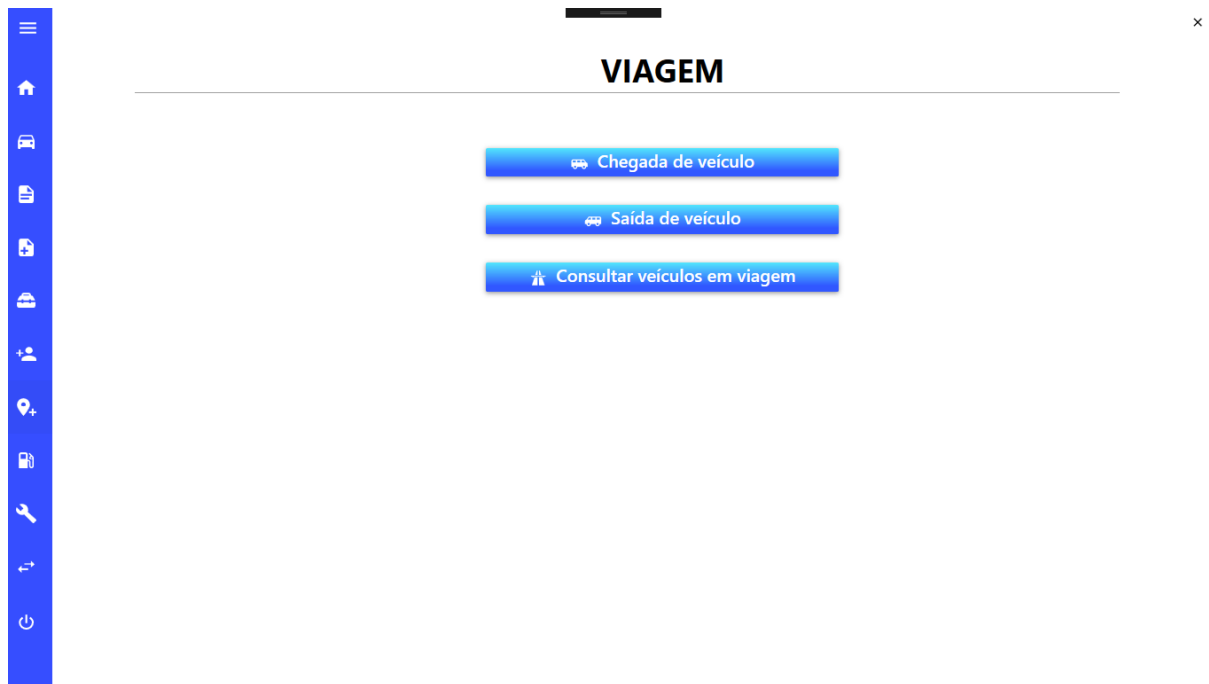 VIAGEM
Chegada de veículo
Saída de veículo
Consultar veículos em viagem